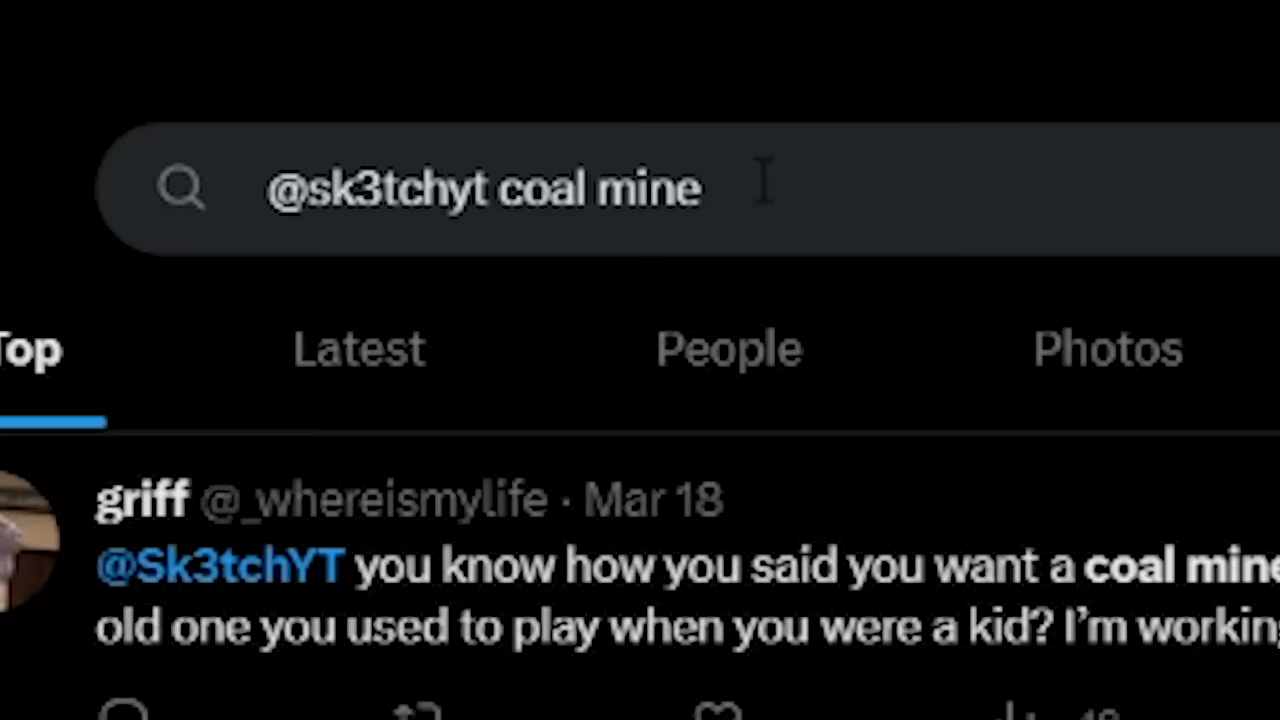 @sk3tchyt coal mine
Top Latest People Photos
griff @_whereismylife · Mar 18
@Sk3tchYT you know how you said you want a coal mine
old one you used to play when you were a kid? I'm working